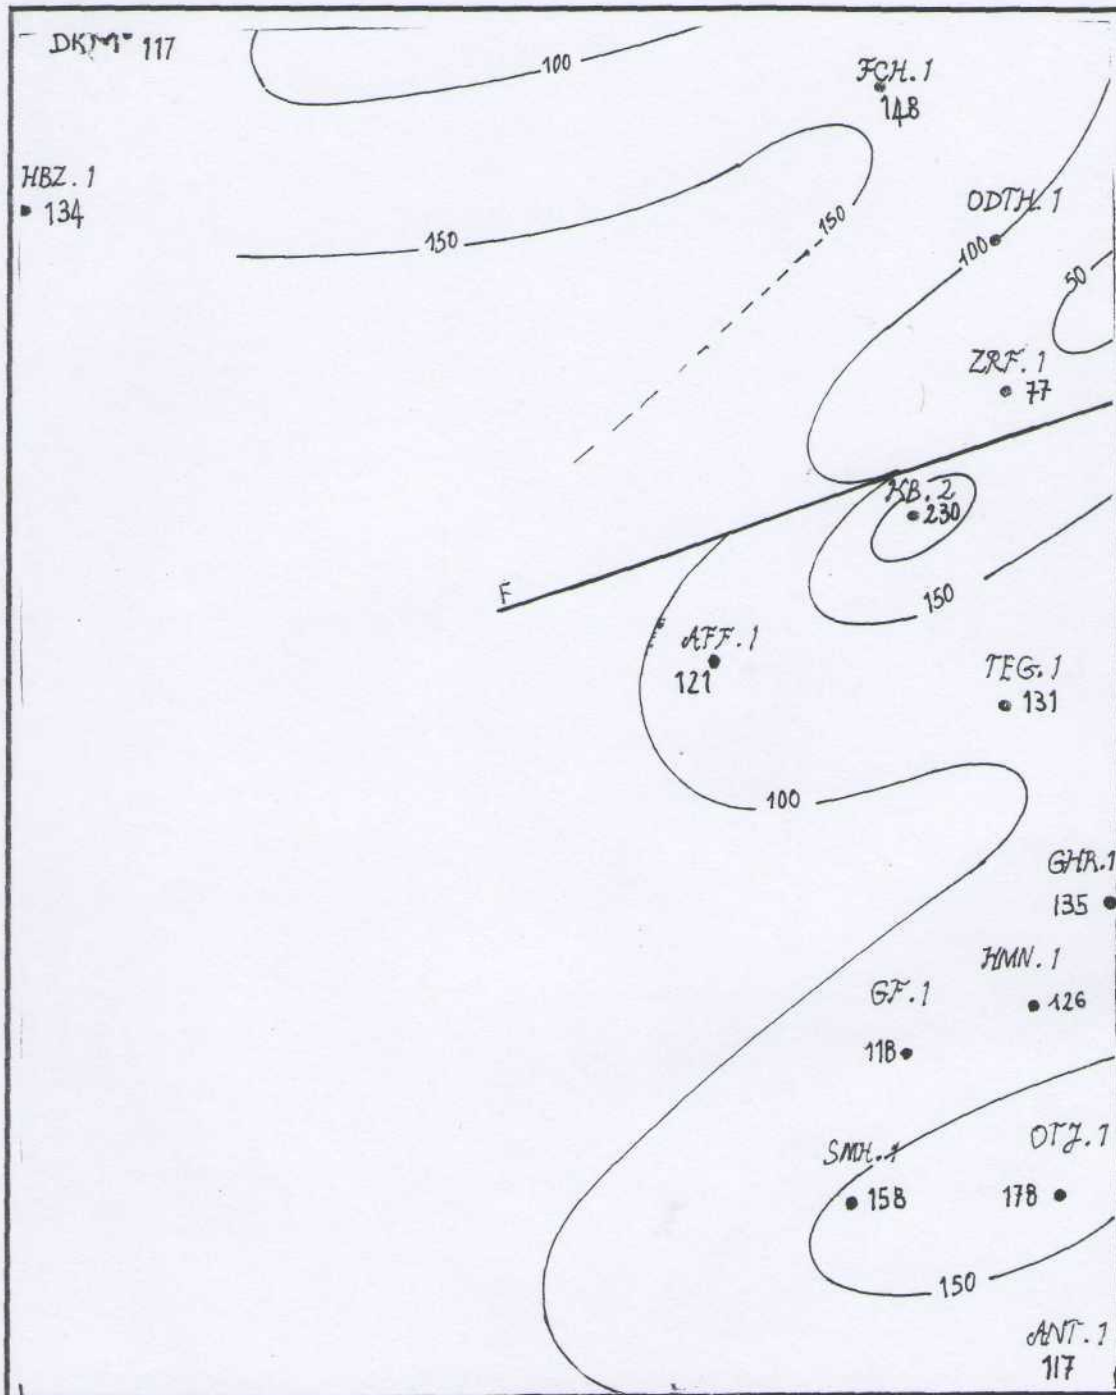 DKM 117
100
FCH.1
148
HBZ.1
134
ODTH.1
150
150
100
50
ZRF.1
77
KB.2
230
F
150
AFF.1
121
TEG.1
131
100
GHR.1
135
HMN.1
126
GF.1
118
SMH.1
OTJ.1
158
178
150
ANT.1
117